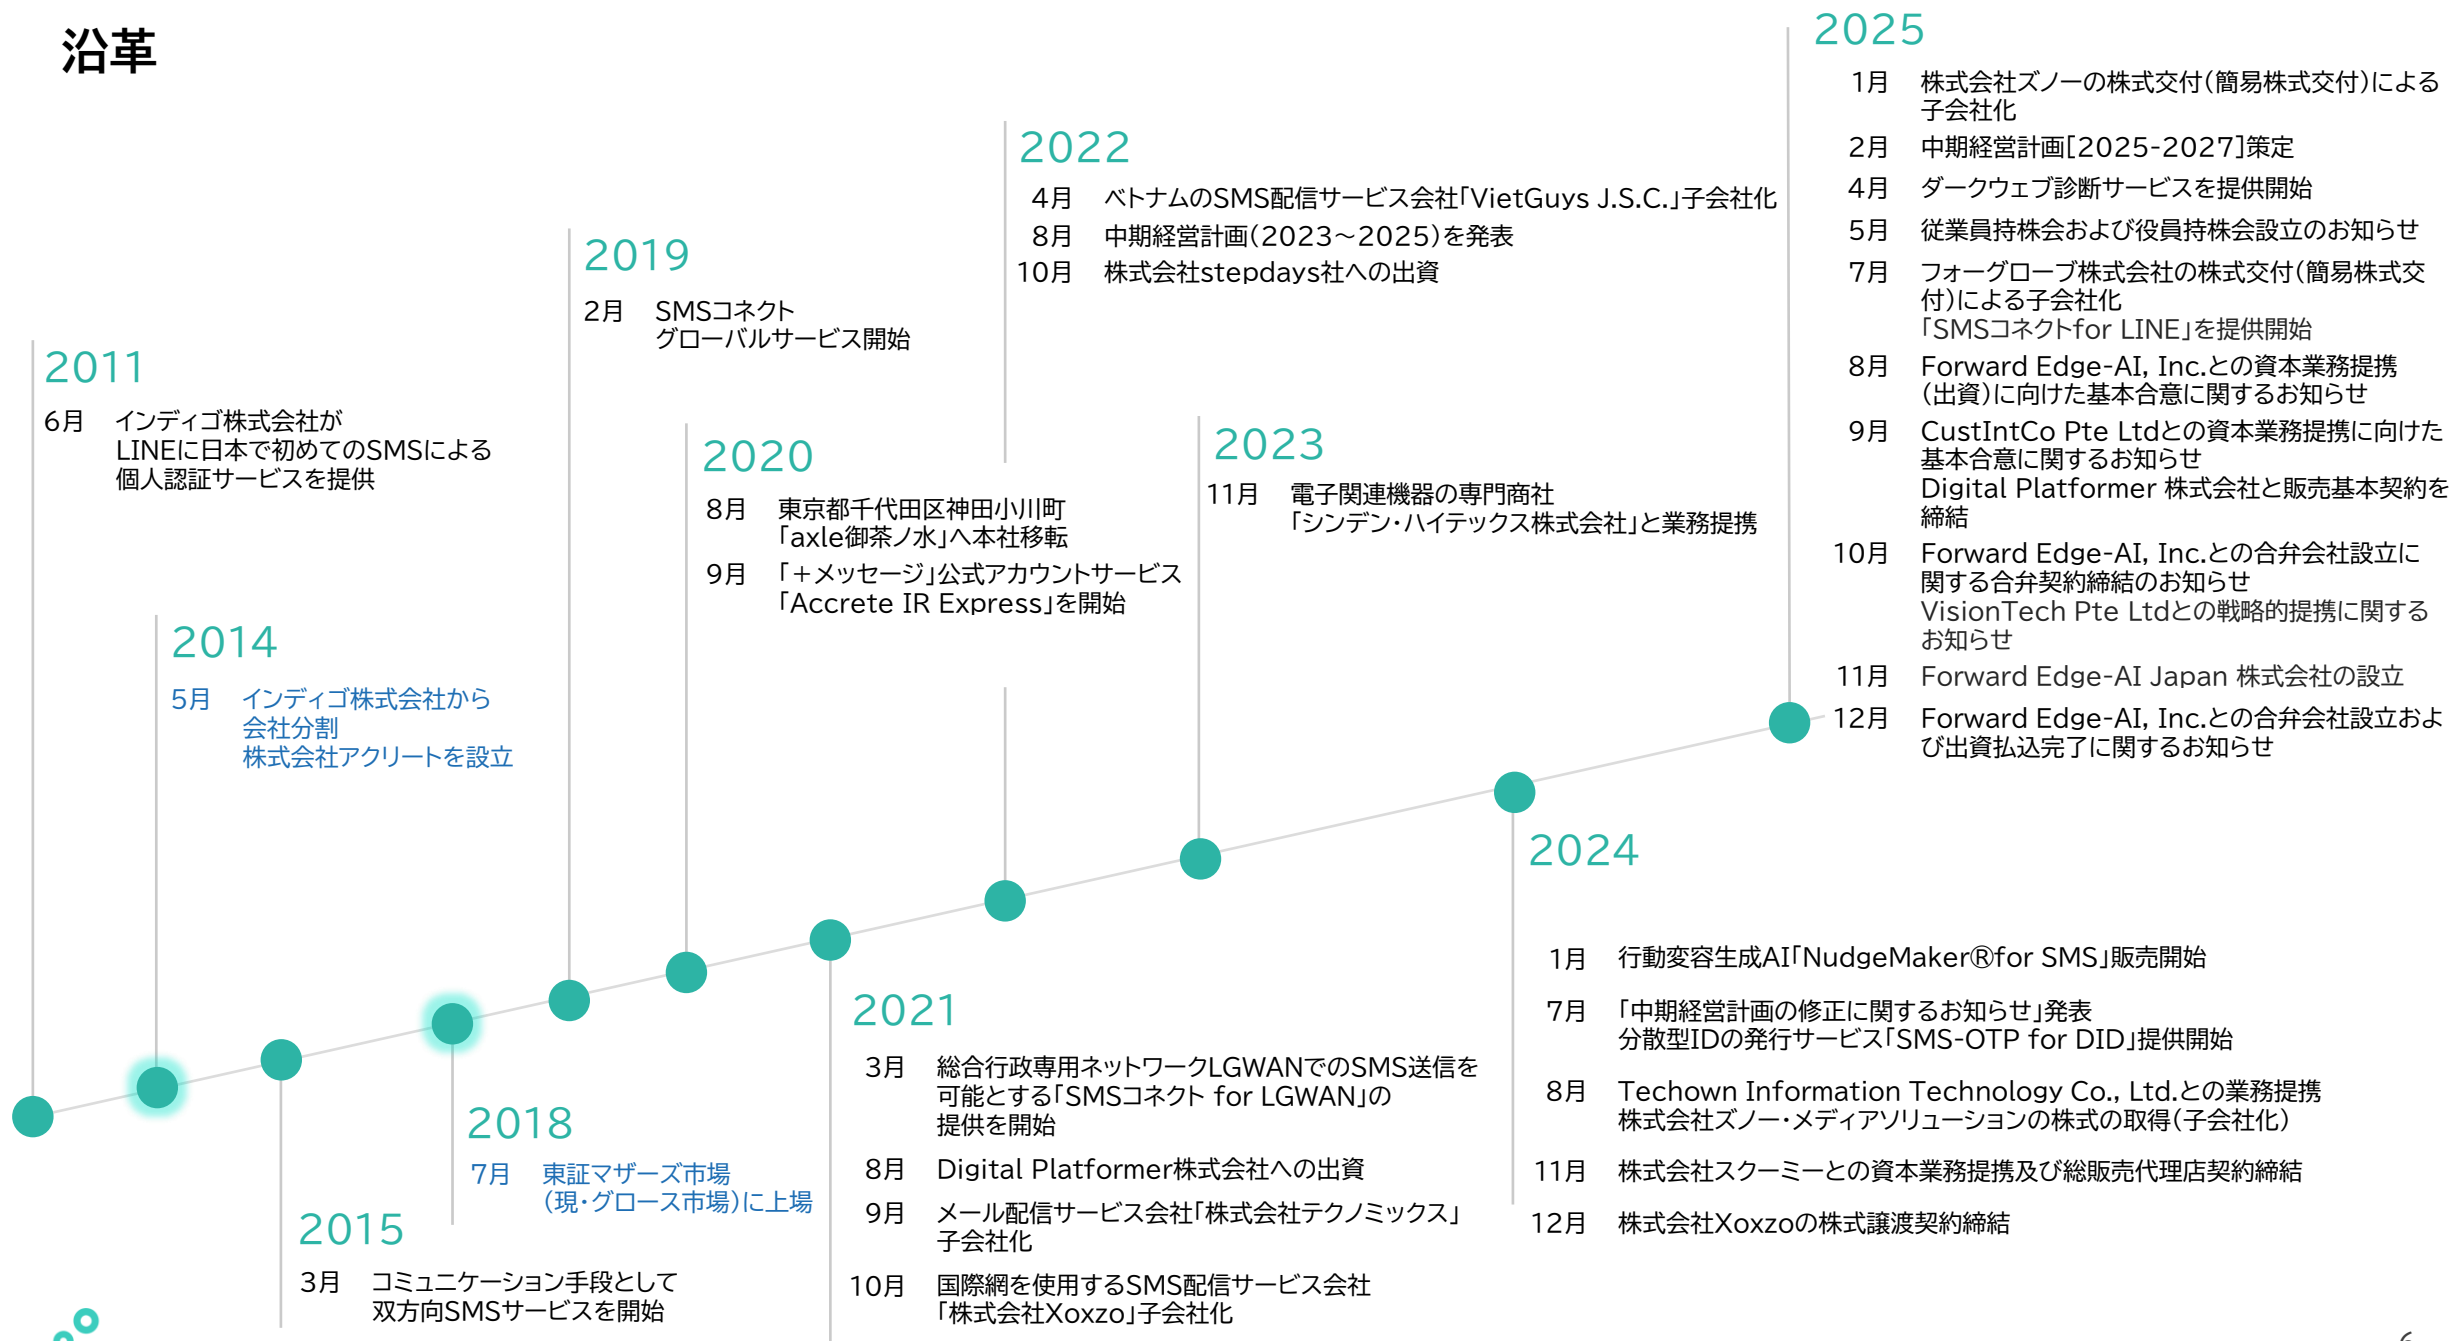 沿革
2011
6月 インディゴ株式会社が
LINEに日本で初めてのSMSによる
個人認証サービスを提供
2014
5月 インディゴ株式会社から
会社分割
株式会社アクリートを設立
2015
3月 コミュニケーション手段として
双方向SMSサービスを開始
2018
7月 東証マザーズ市場
（現・グロース市場）に上場
2019
2月 SMSコネクト
グローバルサービス開始
2020
8月 東京都千代田区神田小川町
「axle御茶ノ水」へ本社移転
9月 「＋メッセージ」公式アカウントサービス
「Accrete IR Express」を開始
2021
3月 総合行政専用ネットワークLGWANでのSMS送信を
可能とする「SMSコネクト for LGWAN」の
提供を開始
8月 Digital Platformer株式会社への出資
9月 メール配信サービス会社「株式会社テクノミックス」
子会社化
10月 国際網を使用するSMS配信サービス会社
「株式会社Xoxzo」子会社化
2022
4月 ベトナムのSMS配信サービス会社「VietGuys J.S.C.」子会社化
8月 中期経営計画（2023～2025）を発表
10月 株式会社stepdays社への出資
2023
11月 電子関連機器の専門商社
「シンデン・ハイテックス株式会社」と業務提携
2024
1月 行動変容生成AI「NudgeMaker®for SMS」販売開始
7月 「中期経営計画の修正に関するお知らせ」発表
分散型IDの発行サービス「SMS-OTP for DID」提供開始
8月 Techown Information Technology Co., Ltd.との業務提携
株式会社ズノー・メディアソリューションの株式の取得（子会社化）
11月 株式会社スクーミーとの資本業務提携及び総販売代理店契約締結
12月 株式会社Xoxzoの株式譲渡契約締結
2025
1月 株式会社ズノーの株式交付（簡易株式交付）による
子会社化
2月 中期経営計画[2025-2027]策定
4月 ダークウェブ診断サービスを提供開始
5月 従業員持株会および役員持株会設立のお知らせ
7月 フォーグローブ株式会社の株式交付（簡易株式交
付）による子会社化
「SMSコネクトfor LINE」を提供開始
8月 Forward Edge-AI, Inc.との資本業務提携
（出資）に向けた基本合意に関するお知らせ
9月 CustIntCo Pte Ltdとの資本業務提携に向けた
基本合意に関するお知らせ
Digital Platformer 株式会社と販売基本契約を
締結
10月 Forward Edge-AI, Inc.との合弁会社設立に
関する合弁契約締結のお知らせ
VisionTech Pte Ltdとの戦略的提携に関する
お知らせ
11月 Forward Edge-AI Japan 株式会社の設立
12月 Forward Edge-AI, Inc.との合弁会社設立およ
び出資払込完了に関するお知らせ